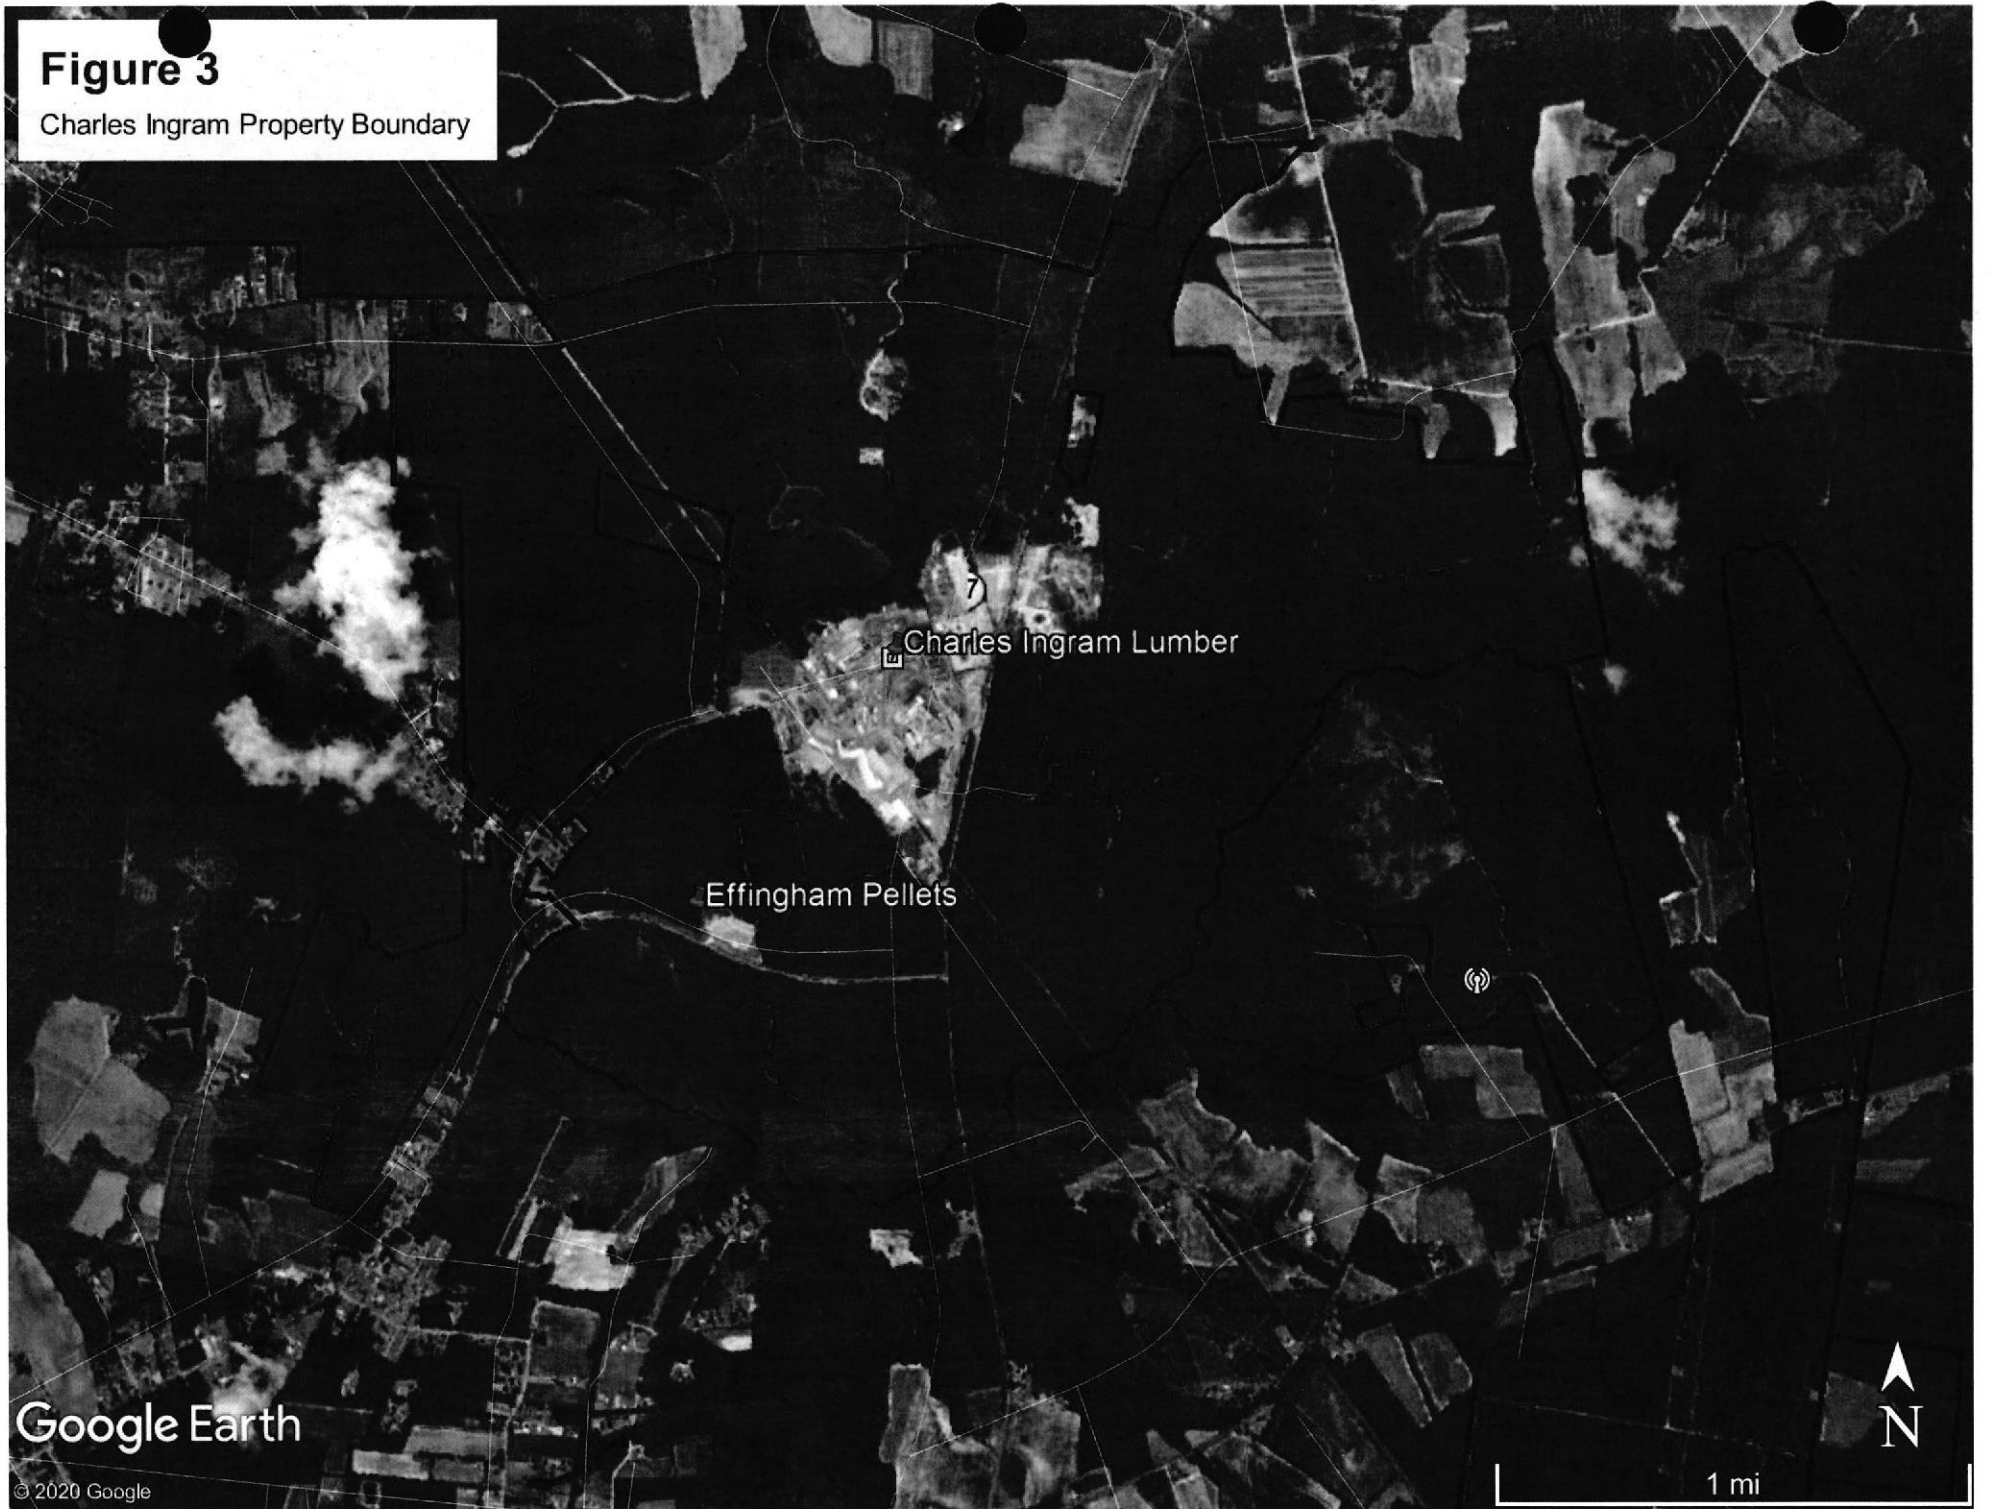 Figure 3
Charles Ingram Property Boundary
7
Charles Ingram Lumber
Effingham Pellets
Google Earth
© 2020 Google
N
1 mi